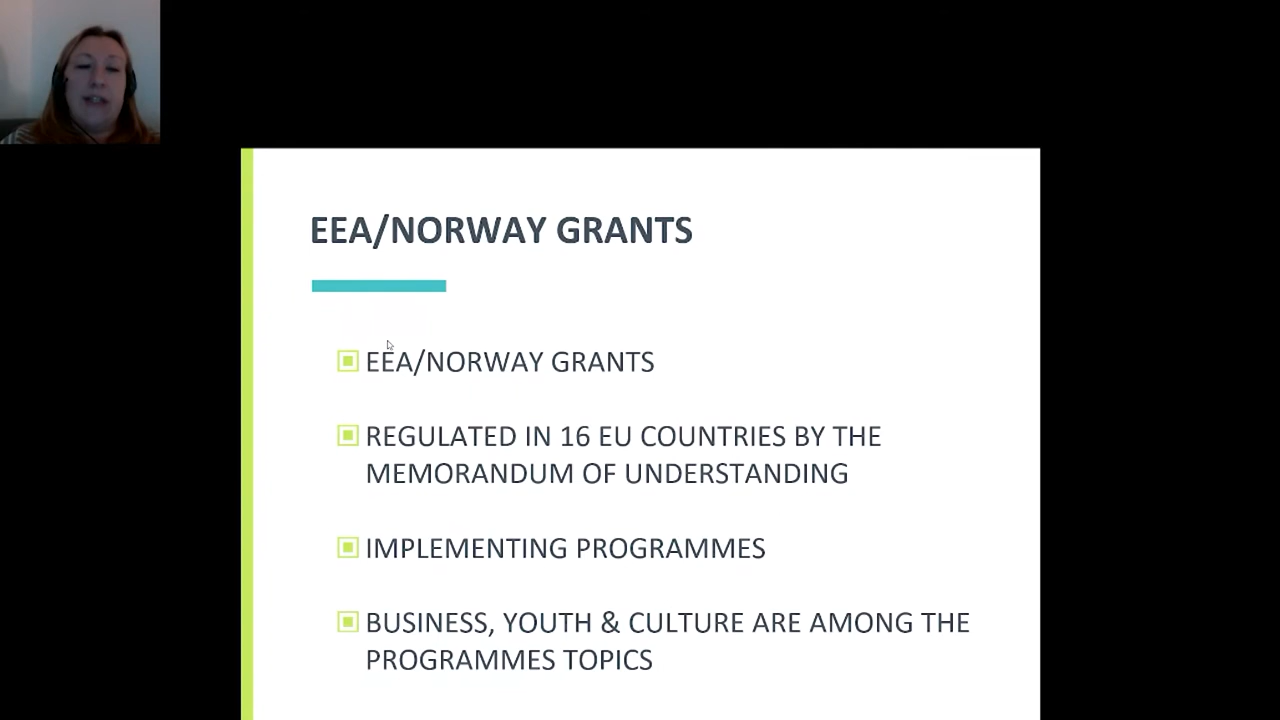 EEA/NORWAY GRANTS
EEA/NORWAY GRANTS
REGULATED IN 16 EU COUNTRIES BY THE
MEMORANDUM OF UNDERSTANDING
IMPLEMENTING PROGRAMMES
BUSINESS, YOUTH & CULTURE ARE AMONG THE
PROGRAMMES TOPICS